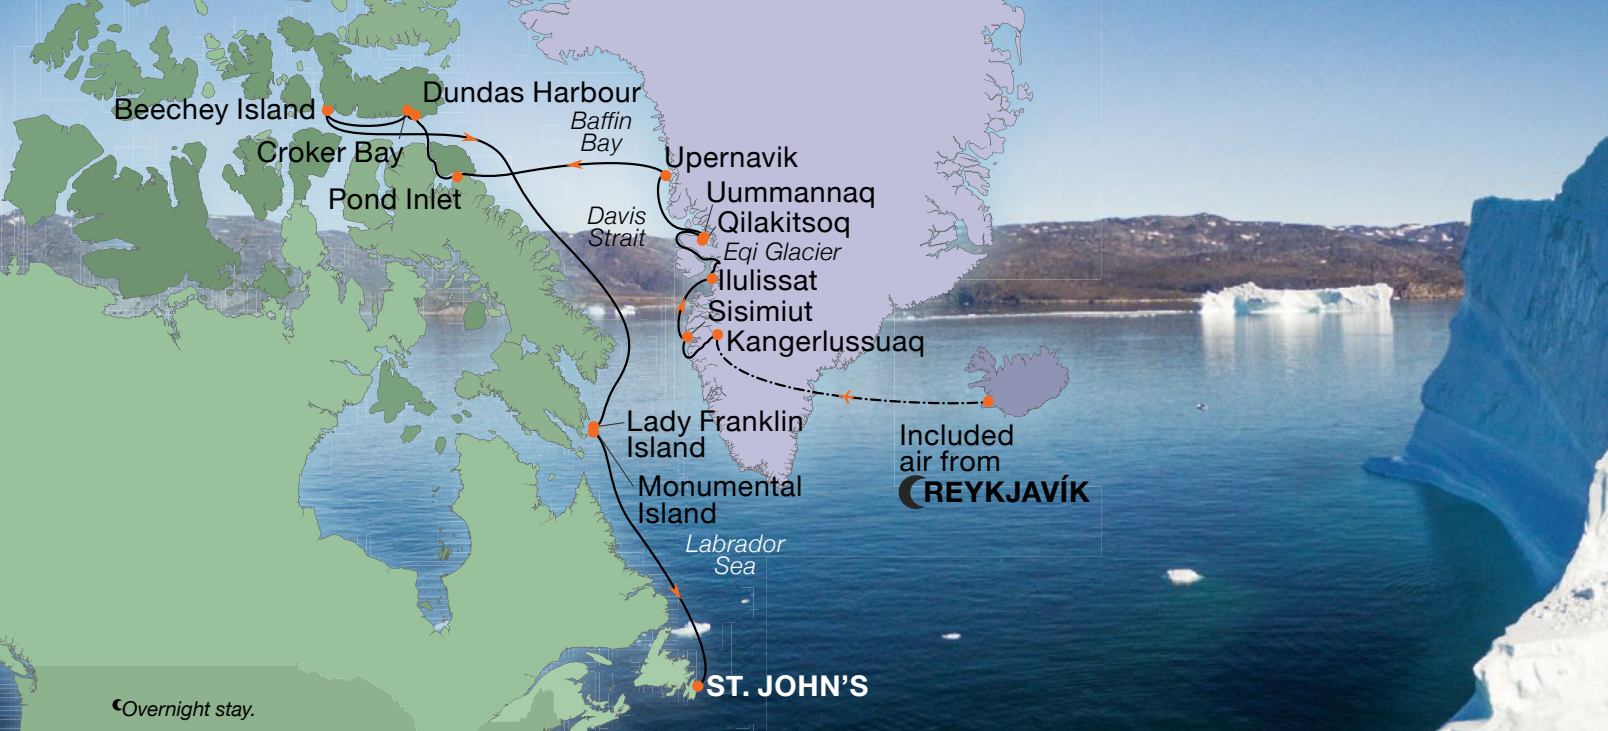 Dundas Harbour
Beechey Island
Baffin
Bay
Croker Bay
Upernavik
Pond Inlet
Uummannaq
Davis
Strait
Qilakitsoq
Eqi Glacier
Ilulissat
Sisimiut
Kangerlussuaq
Lady Franklin
Island
Included
air from
REYKJAVÍK
Monumental
Island
Labrador
Sea
ST. JOHN'S
Overnight stay.